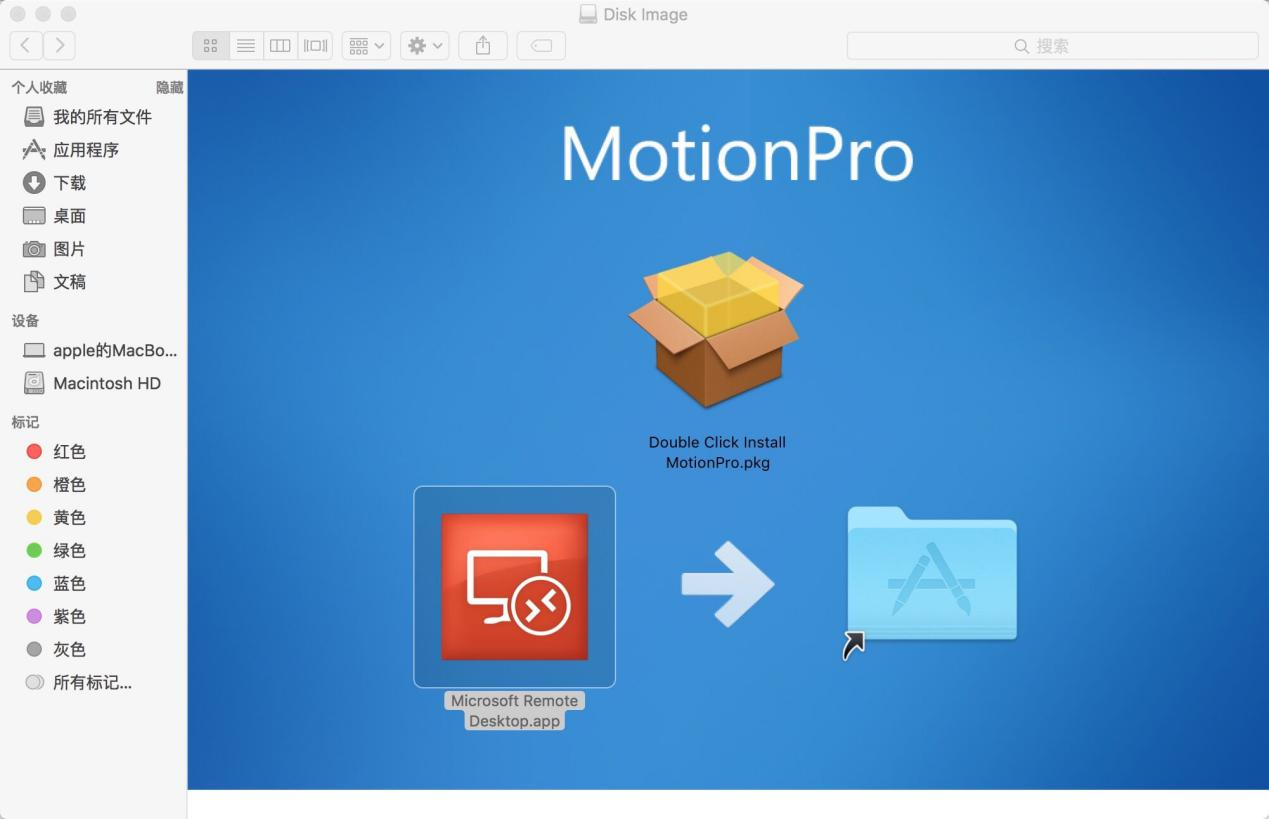 Disk Image
搜索
个人收藏 隐藏
我的所有文件
应用程序
下载
桌面
图片
文稿
设备
apple的MacBo...
Macintosh HD
标记
红色
橙色
黄色
绿色
蓝色
紫色
灰色
所有标记...
MotionPro
Double Click Install
MotionPro.pkg
Microsoft Remote
Desktop.app